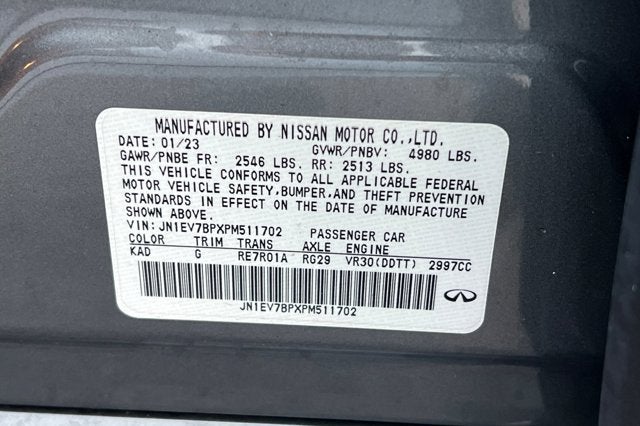 MANUFACTURED BY NISSAN MOTOR CO.,LTD.
DATE: 01/23 GVWR/PNBV: 4980 LBS.
GAWR/PNBE FR: 2546 LBS. RR: 2513 LBS.
THIS VEHICLE CONFORMS TO ALL APPLICABLE FEDERAL
MOTOR VEHICLE SAFETY,BUMPER,AND THEFT PREVENTION
STANDARDS IN EFFECT ON THE DATE OF MANUFACTURE
SHOWN ABOVE.
VIN: JN1EV7BPXPM511702 PASSENGER CAR
COLOR TRIM TRANS AXLE ENGINE
KAD G RE7R01A RG29 VR30(DDTT) 2997CC
JN1EV7BPXPM511702